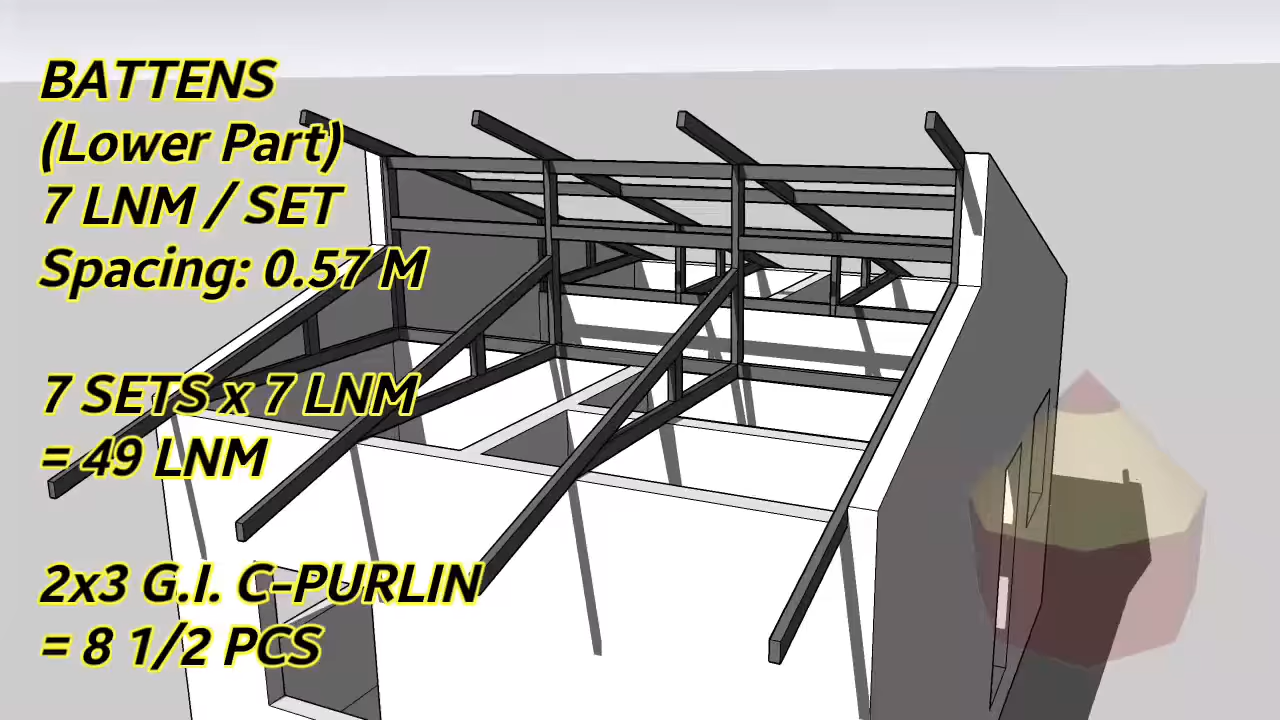 BATTENS
(Lower Part)
7 LNM / SET
Spacing: 0.57 M
7 SETS x 7 LNM
= 49 LNM
2x3 G.I. C-PURLIN
= 8 1/2 PCS